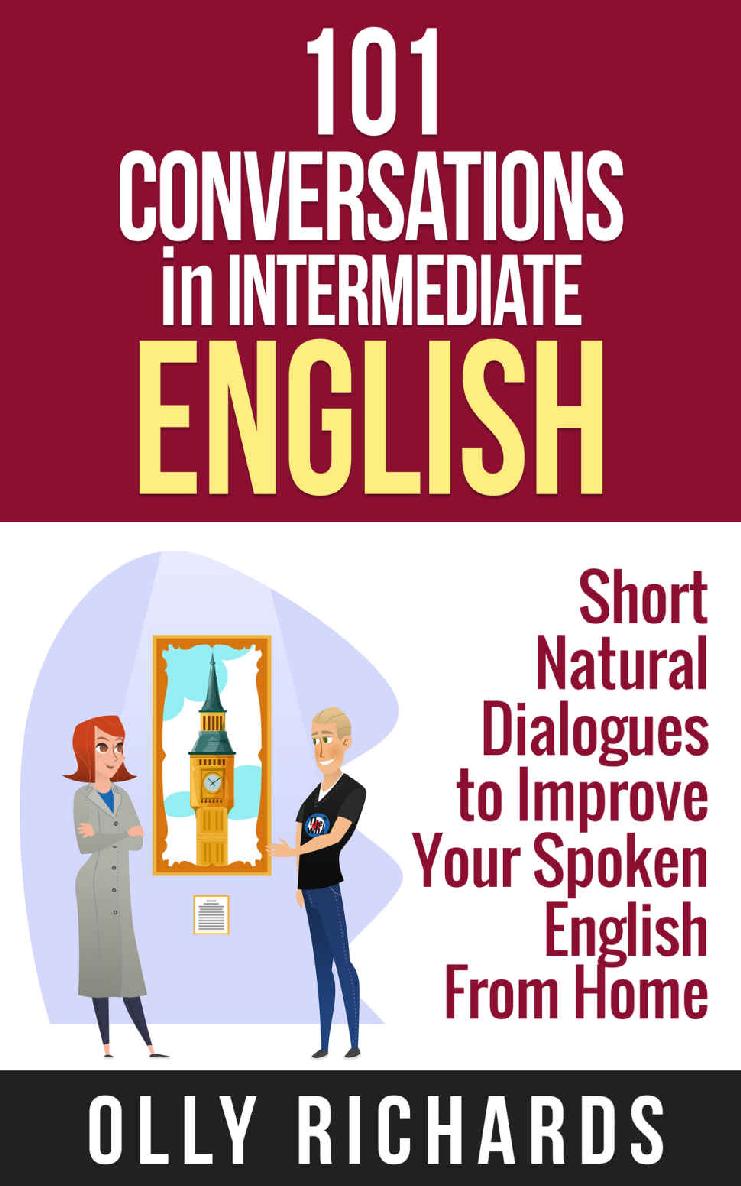 101
CONVERSATIONS
in INTERMEDIATE
ENGLISH
Short
Natural
Dialogues
to Improve
Your Spoken
English
From Home
OLLY RICHARDS